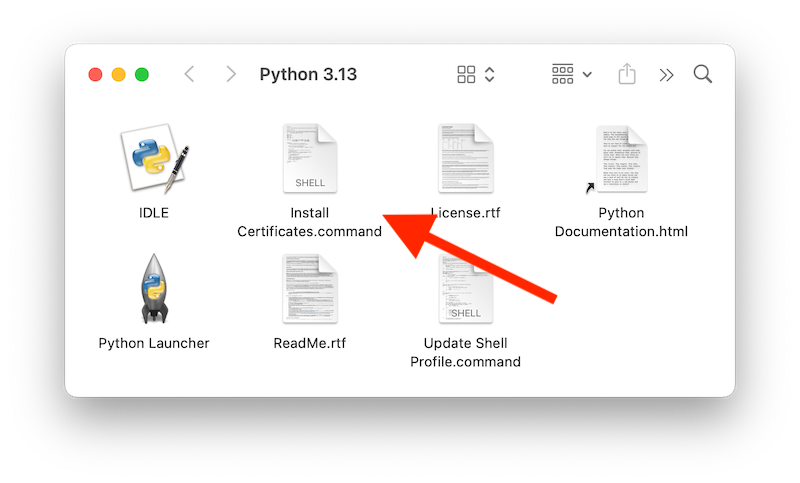 Python 3.13
SHELL
IDLE
Install
Certificates.command
License.rtf
Python
Documentation.html
SHELL
Python Launcher
ReadMe.rtf
Update Shell
Profile.command